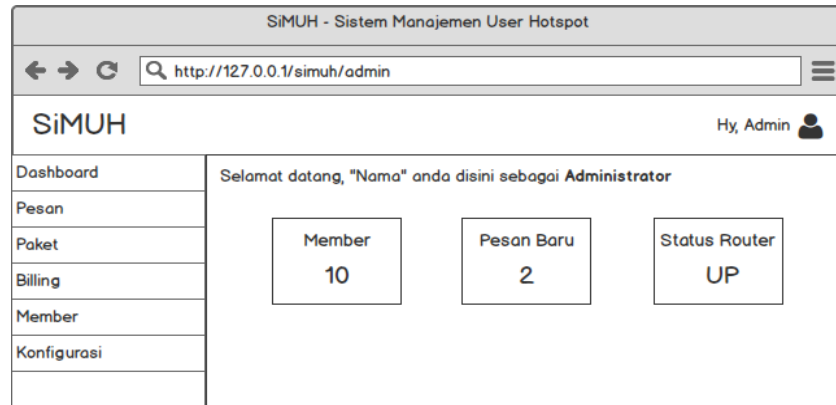 SiMUH - Sistem Manajemen User Hotspot
http://127.0.0.1/simuh/admin
SiMUH
Hy, Admin
Dashboard
Pesan
Paket
Billing
Member
Konfigurasi
Selamat datang, "Nama" anda disini sebagai Administrator
Member
10
Pesan Baru
2
Status Router
UP